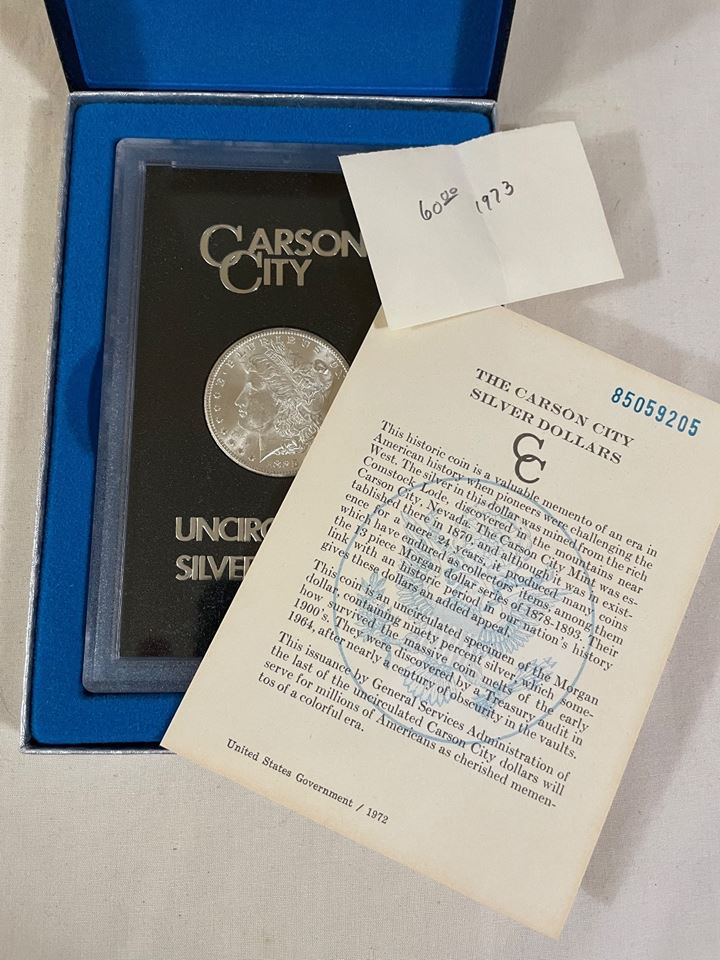 CARSON
CITY
E·PLURIBUS·UN
UNCIRC
SILVER
60⁰⁰ 1973
85059205
THE CARSON CITY
SILVER DOLLARS
CC
This historic coin is a valuable memento of an era in
American history when pioneers were challenging the
West. The silver in this dollar was mined from the rich
Comstock Lode, discovered in the mountains near
Carson City, Nevada. The Carson City Mint was es-
tablished there in 1870, and although it was in exist-
ence for a mere 24 years, it produced many coins
which have endured as collectors' items, among them
the 13 piece Morgan dollar series of 1878-1893. Their
link with an historic period in our nation's history
gives these dollars an added appeal.
This coin is an uncirculated specimen of the Morgan
dollar, containing ninety percent silver, which some-
how survived the massive coin melts of the early
1900's. They were discovered by a Treasury audit in
1964, after nearly a century of obscurity in the vaults.
This issuance by General Services Administration of
the last of the uncirculated Carson City dollars will
serve for millions of Americans as cherished memen-
tos of a colorful era.
United States Government / 1972